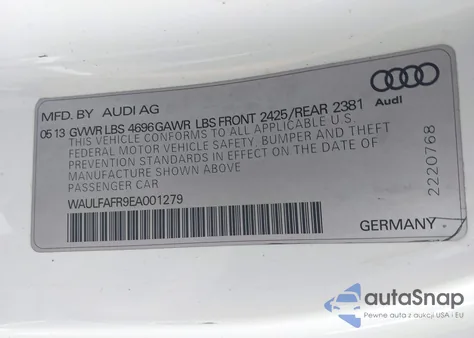 MFD. BY AUDI AG
05 13 GVWR LBS 4696 GAWR LBS FRONT 2425/REAR 2381
THIS VEHICLE CONFORMS TO ALL APPLICABLE U.S.
FEDERAL MOTOR VEHICLE SAFETY, BUMPER AND THEFT
PREVENTION STANDARDS IN EFFECT ON THE DATE OF
MANUFACTURE SHOWN ABOVE
PASSENGER CAR
WAULFAFR9EA001279
Audi
2220768
GERMANY
autoSnap
Pewne auta z aukcji USA i EU